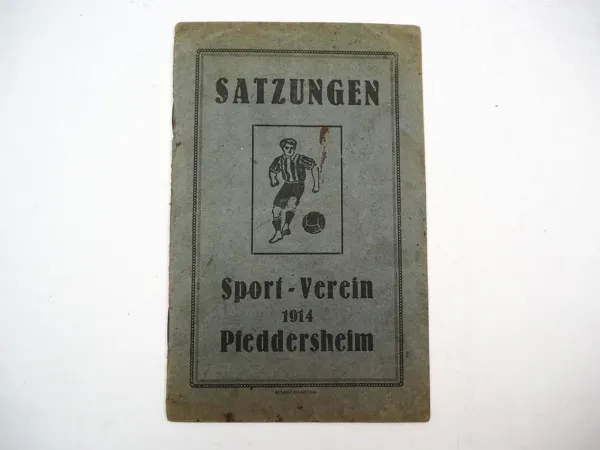 SATZUNGEN
Sport - Verein
1914
Pfeddersheim